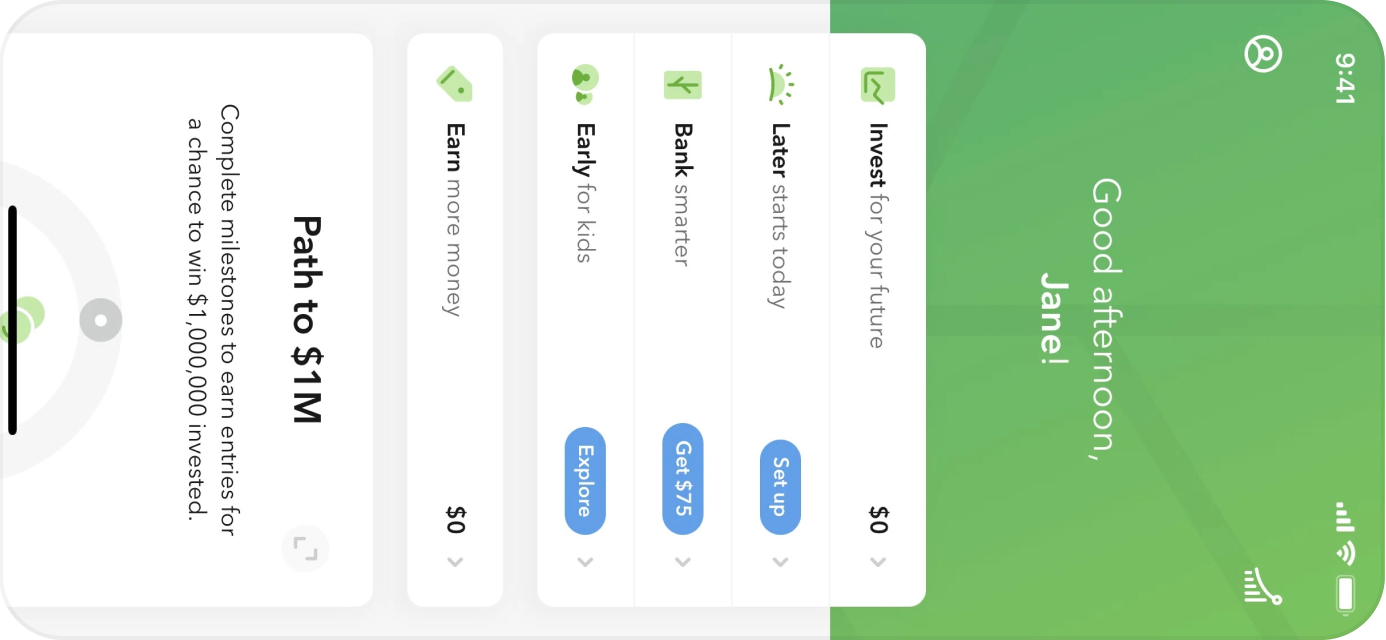 9:41
Good afternoon,
Jane!
Invest for your future $0
Later starts today Set up
Bank smarter Get $75
Early for kids Explore
Earn more money $0
Path to $1M
Complete milestones to earn entries for
a chance to win $1,000,000 invested.